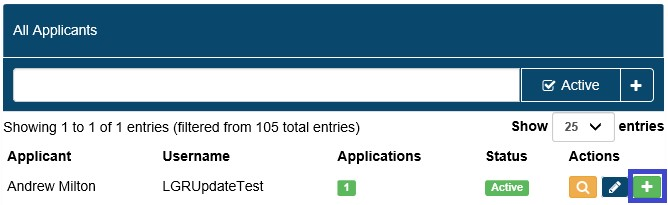 All Applicants
Active +
Showing 1 to 1 of 1 entries (filtered from 105 total entries) Show 25 entries
Applicant Username Applications Status Actions
Andrew Milton LGRUpdateTest 1 Active +